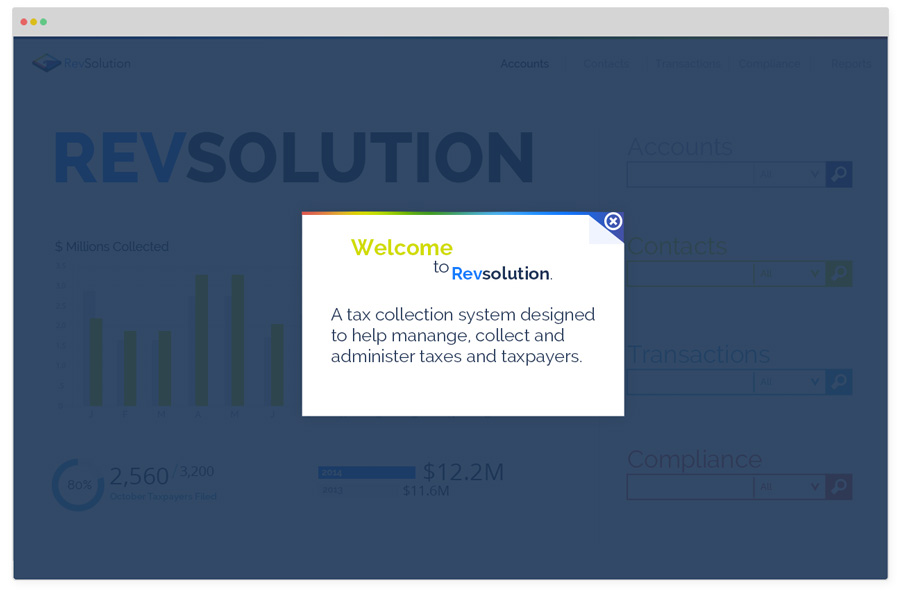 RevSolution
Accounts
Contacts
Transactions
Compliance
Reports
REVSOLUTION
Accounts
All
$ Millions Collected
Welcome
to Revsolution.
A tax collection system designed
to help manange, collect and
administer taxes and taxpayers.
Contacts
All
Transactions
All
J F M A M J
80%
2,560 / 3,200
October Taxpayers Filed
2014 $12.2M
2013 $11.6M
Compliance
All